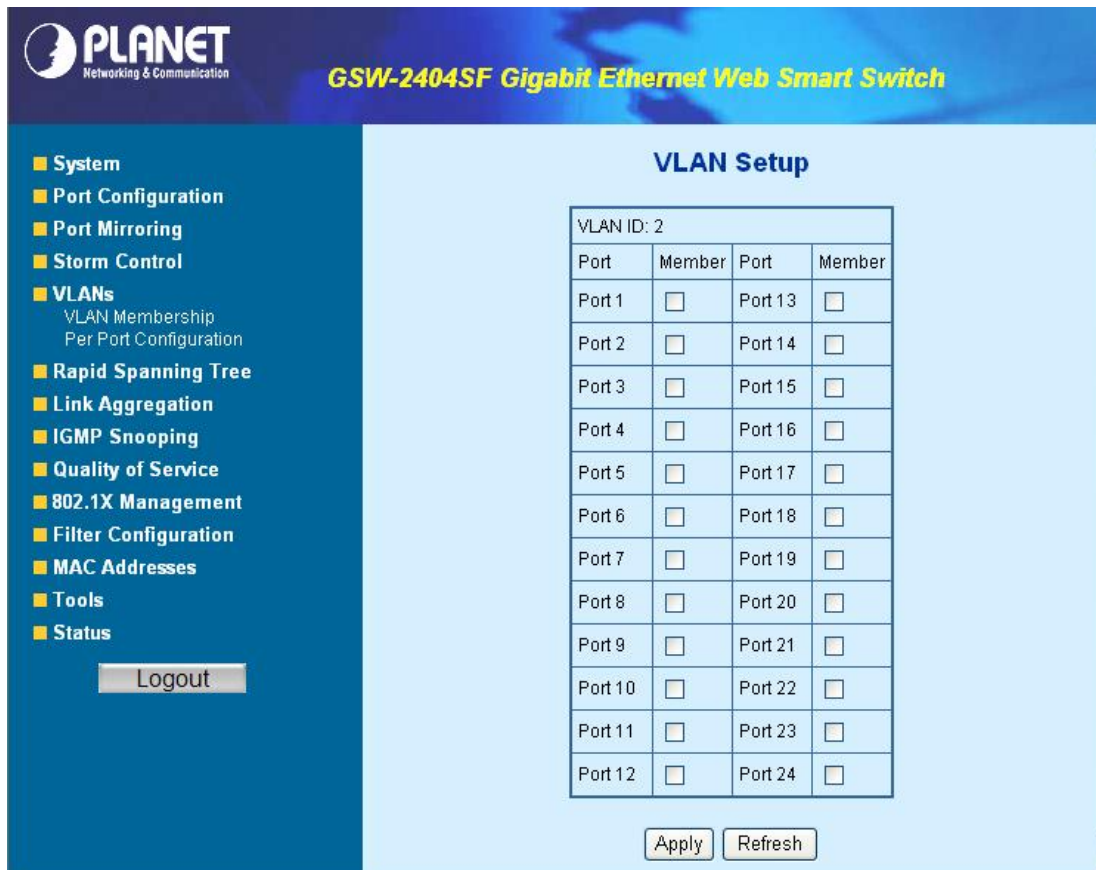 PLANET
Networking & Communication
GSW-2404SF Gigabit Ethernet Web Smart Switch
System
Port Configuration
Port Mirroring
Storm Control
VLANs
VLAN Membership
Per Port Configuration
Rapid Spanning Tree
Link Aggregation
IGMP Snooping
Quality of Service
802.1X Management
Filter Configuration
MAC Addresses
Tools
Status
Logout
VLAN Setup
VLAN ID: 2
Port Member Port Member
Port 1 Port 13
Port 2 Port 14
Port 3 Port 15
Port 4 Port 16
Port 5 Port 17
Port 6 Port 18
Port 7 Port 19
Port 8 Port 20
Port 9 Port 21
Port 10 Port 22
Port 11 Port 23
Port 12 Port 24
Apply Refresh